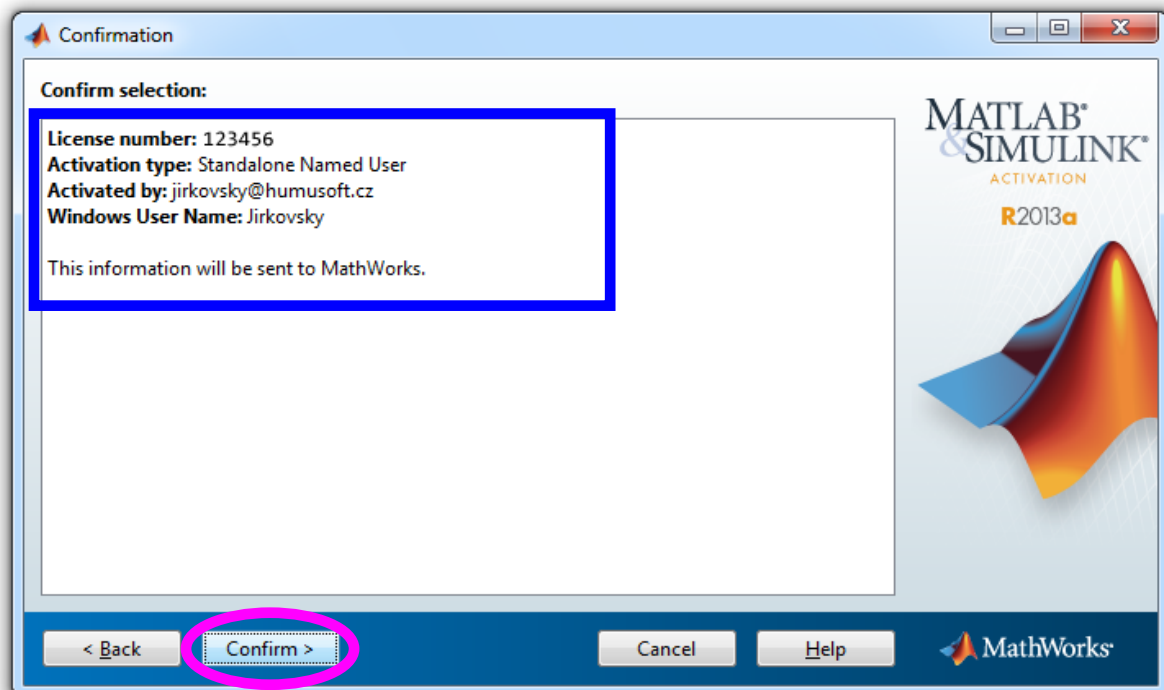 Confirmation
Confirm selection:
License number: 123456
Activation type: Standalone Named User
Activated by: jirkovsky@humusoft.cz
Windows User Name: Jirkovsky
This information will be sent to MathWorks.
MATLAB®
&SIMULINK®
ACTIVATION
R2013a
< Back
Confirm >
Cancel
Help
MathWorks®